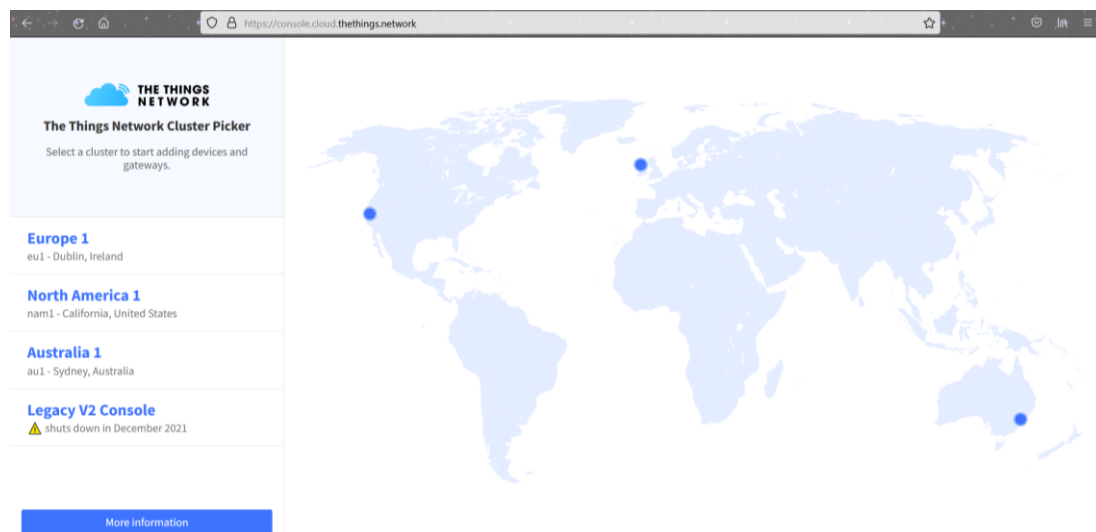 https://console.cloud.thethings.network
THE THINGS
NETWORK
The Things Network Cluster Picker
Select a cluster to start adding devices and
gateways.
Europe 1
eu1 - Dublin, Ireland
North America 1
nam1 - California, United States
Australia 1
au1 - Sydney, Australia
Legacy V2 Console
shuts down in December 2021
More information